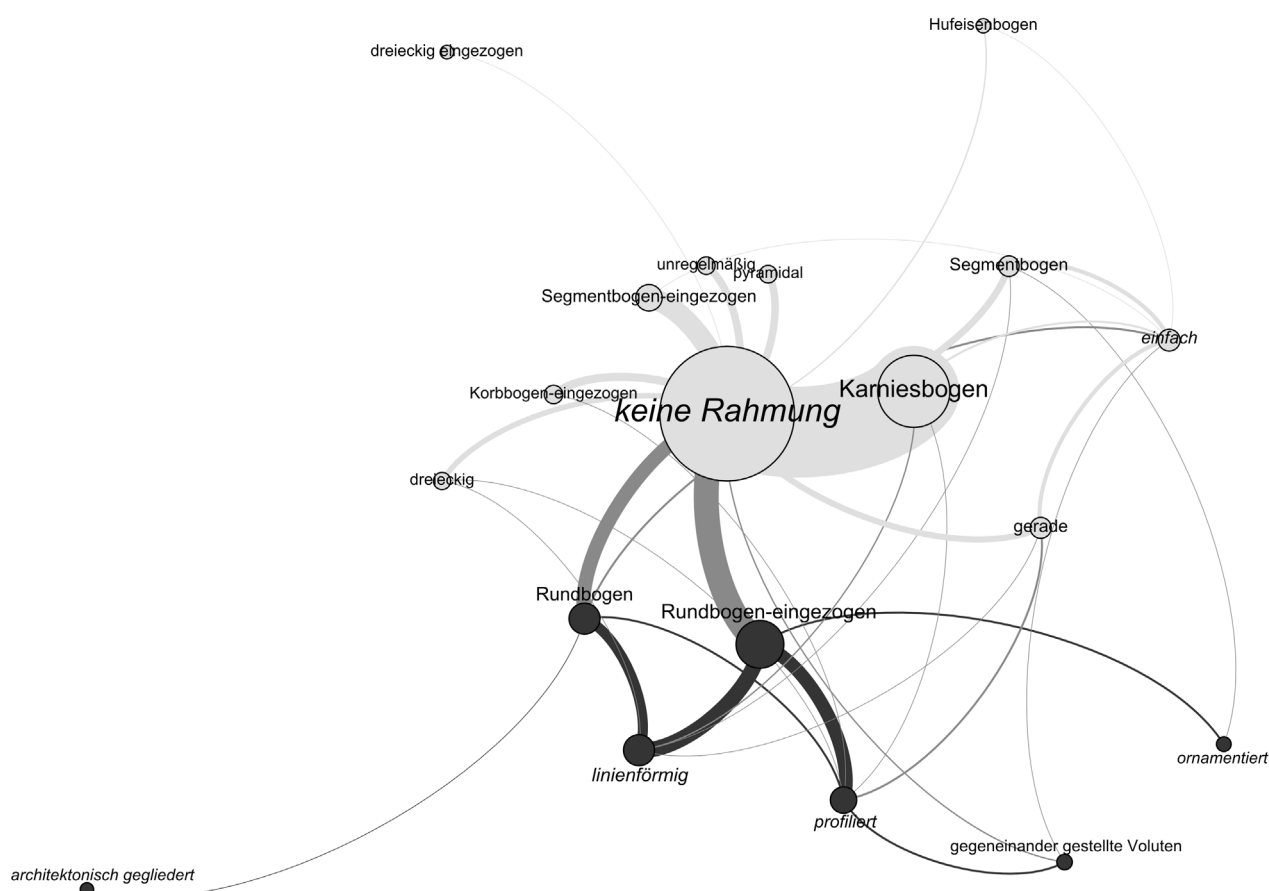 Hufeisenbogen
dreieckig eingezogen
unregelmäßig
Segmentbogen
pyramidal
Segmentbogen-eingezogen
einfach
Karniesbogen
Korbbogen-eingezogen
keine Rahmung
dreieckig
gerade
Rundbogen
Rundbogen-eingezogen
ornamentiert
linienförmig
profiliert
gegeneinander gestellte Voluten
architektonisch gegliedert